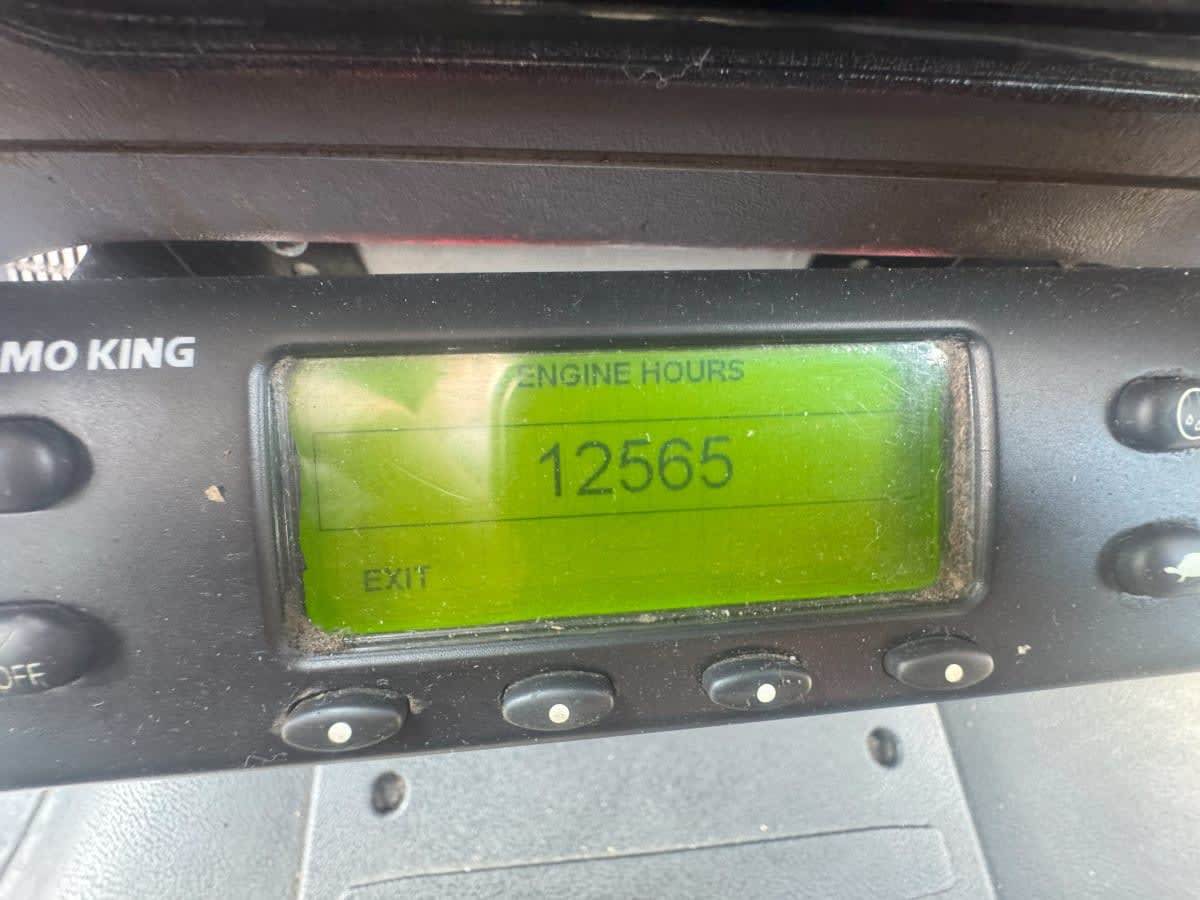 ENGINE HOURS
MO KING
12565
EXIT
OFF